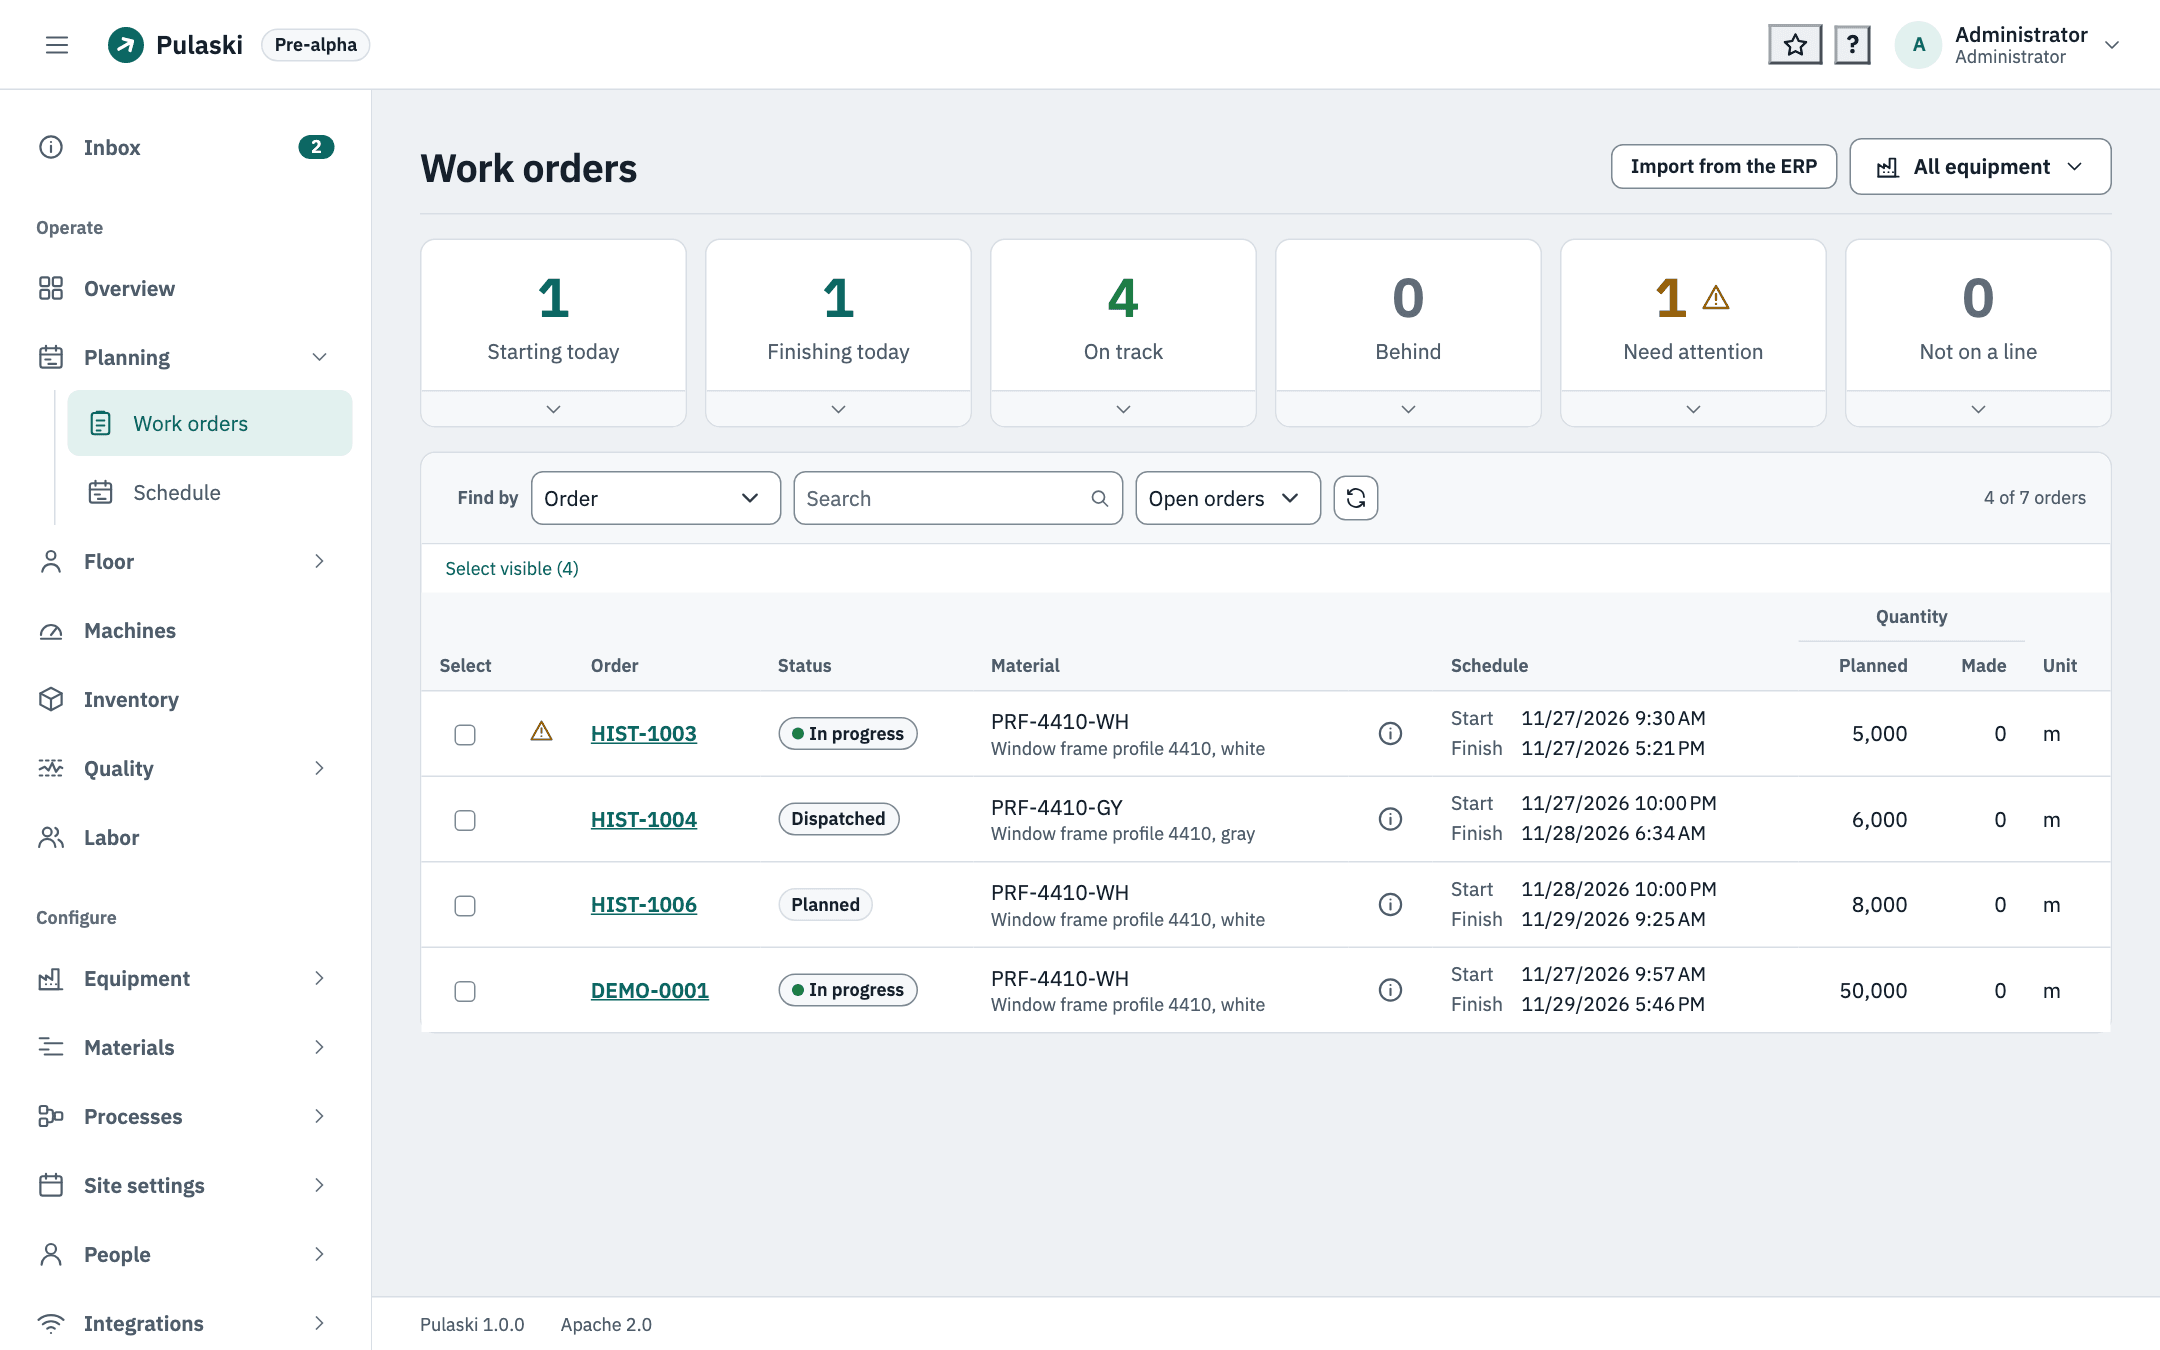 Pulaski
Pre-alpha
?
A
Administrator
Administrator
Inbox
2
Operate
Overview
Planning
Work orders
Schedule
Floor
Machines
Inventory
Quality
Labor
Configure
Equipment
Materials
Processes
Site settings
People
Integrations
Work orders
Import from the ERP
All equipment
1
Starting today
1
Finishing today
4
On track
0
Behind
1
Need attention
0
Not on a line
Find by
Order
Search
Open orders
4 of 7 orders
Select visible (4)
Quantity
Select Order Status Material Schedule Planned Made Unit
HIST-1003 In progress PRF-4410-WH Start 11/27/2026 9:30 AM 5,000 0 m
Window frame profile 4410, white Finish 11/27/2026 5:21 PM
HIST-1004 Dispatched PRF-4410-GY Start 11/27/2026 10:00 PM 6,000 0 m
Window frame profile 4410, gray Finish 11/28/2026 6:34 AM
HIST-1006 Planned PRF-4410-WH Start 11/28/2026 10:00 PM 8,000 0 m
Window frame profile 4410, white Finish 11/29/2026 9:25 AM
DEMO-0001 In progress PRF-4410-WH Start 11/27/2026 9:57 AM 50,000 0 m
Window frame profile 4410, white Finish 11/29/2026 5:46 PM
Pulaski 1.0.0 Apache 2.0